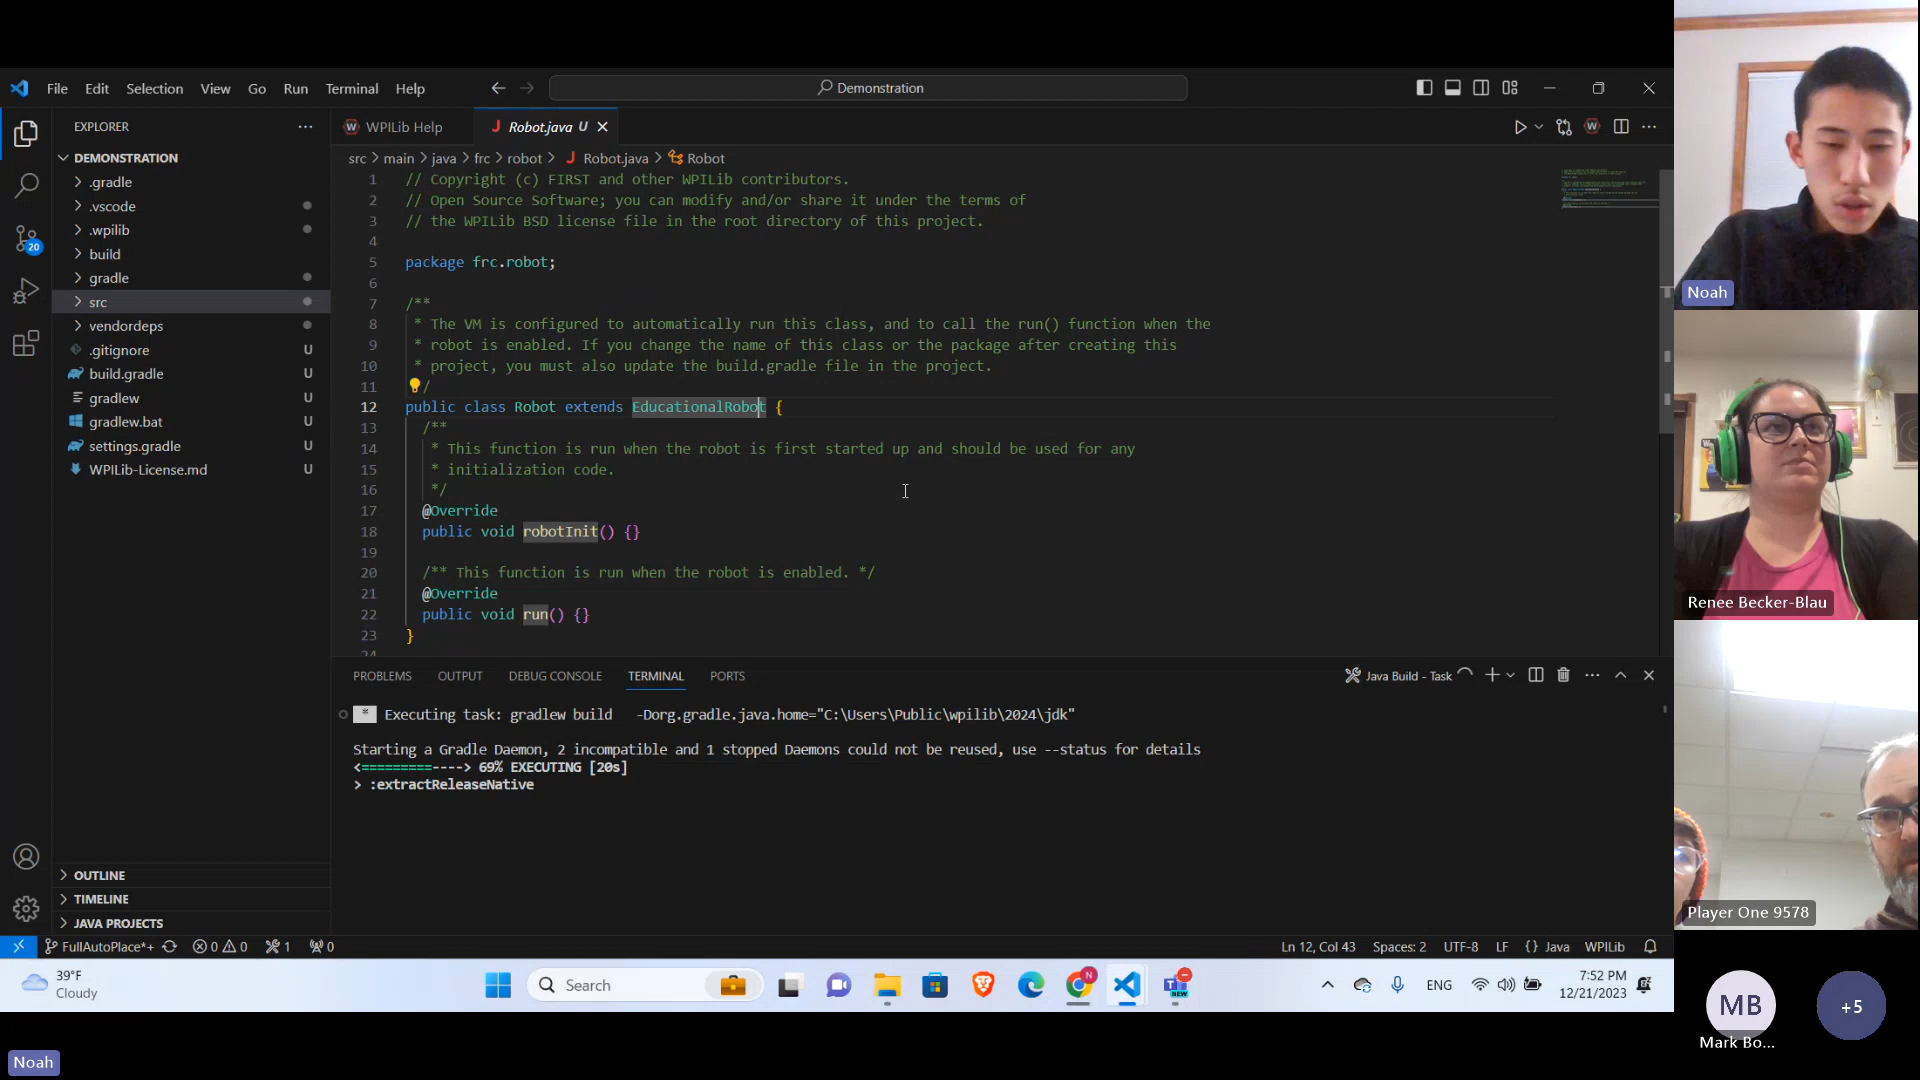 File Edit Selection View Go Run Terminal Help
Demonstration
EXPLORER
WPILib Help
J Robot.java U
DEMONSTRATION
src > main > java > frc > robot > J Robot.java > Robot
.gradle
.vscode
.wpilib
build
gradle
src
vendordeps
.gitignore U
build.gradle U
gradlew U
gradlew.bat U
settings.gradle U
WPILib-License.md U
20
1 // Copyright (c) FIRST and other WPILib contributors.
2 // Open Source Software; you can modify and/or share it under the terms of
3 // the WPILib BSD license file in the root directory of this project.
4
5 package frc.robot;
6
7 /**
8 * The VM is configured to automatically run this class, and to call the run() function when the
9 * robot is enabled. If you change the name of this class or the package after creating this
10 * project, you must also update the build.gradle file in the project.
11 */
12 public class Robot extends EducationalRobot {
13 /**
14 * This function is run when the robot is first started up and should be used for any
15 * initialization code.
16 */
17 @Override
18 public void robotInit() {}
19
20 /** This function is run when the robot is enabled. */
21 @Override
22 public void run() {}
23 }
24
PROBLEMS OUTPUT DEBUG CONSOLE TERMINAL PORTS
Java Build - Task
* Executing task: gradlew build -Dorg.gradle.java.home="C:\Users\Public\wpilib\2024\jdk"
Starting a Gradle Daemon, 2 incompatible and 1 stopped Daemons could not be reused, use --status for details
<=========----> 69% EXECUTING [20s]
> :extractReleaseNative
OUTLINE
TIMELINE
JAVA PROJECTS
FullAutoPlace*+ 0 0 1 0
Ln 12, Col 43 Spaces: 2 UTF-8 LF {} Java WPILib
39°F
Cloudy
Search
N
NEW
ENG
7:52 PM
12/21/2023
Noah
Renee Becker-Blau
Player One 9578
MB
Mark Bo...
+5
Noah